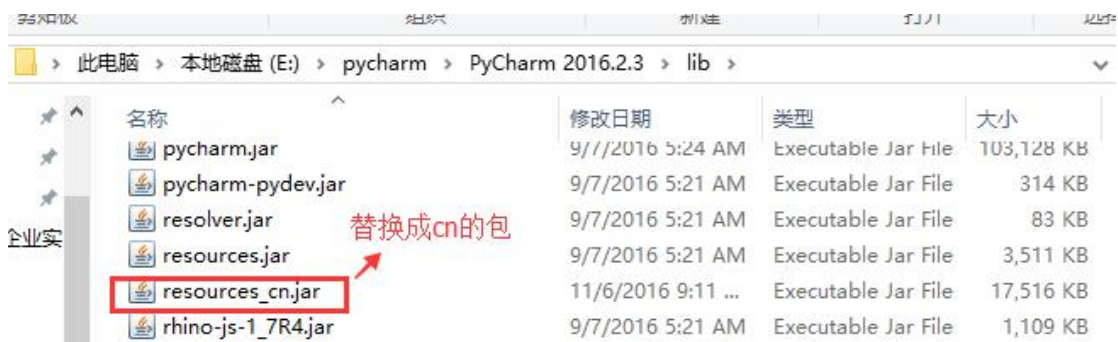 此电脑 > 本地磁盘 (E:) > pycharm > PyCharm 2016.2.3 > lib >
名称 修改日期 类型 大小
pycharm.jar 9/7/2016 5:24 AM Executable Jar File 103,128 KB
pycharm-pydev.jar 9/7/2016 5:21 AM Executable Jar File 314 KB
resolver.jar 9/7/2016 5:21 AM Executable Jar File 83 KB
替换成cn的包
企业实
resources.jar 9/7/2016 5:21 AM Executable Jar File 3,511 KB
resources_cn.jar 11/6/2016 9:11 ... Executable Jar File 17,516 KB
rhino-js-1_7R4.jar 9/7/2016 5:21 AM Executable Jar File 1,109 KB